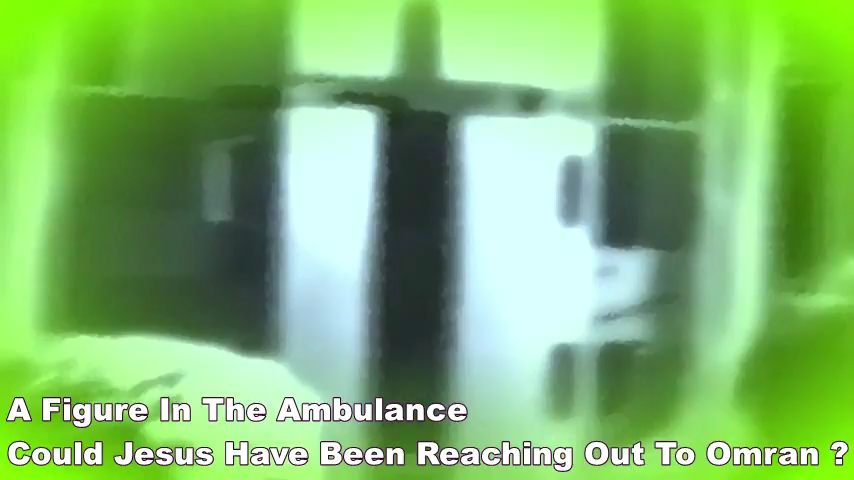 A Figure In The Ambulance
Could Jesus Have Been Reaching Out To Omran ?